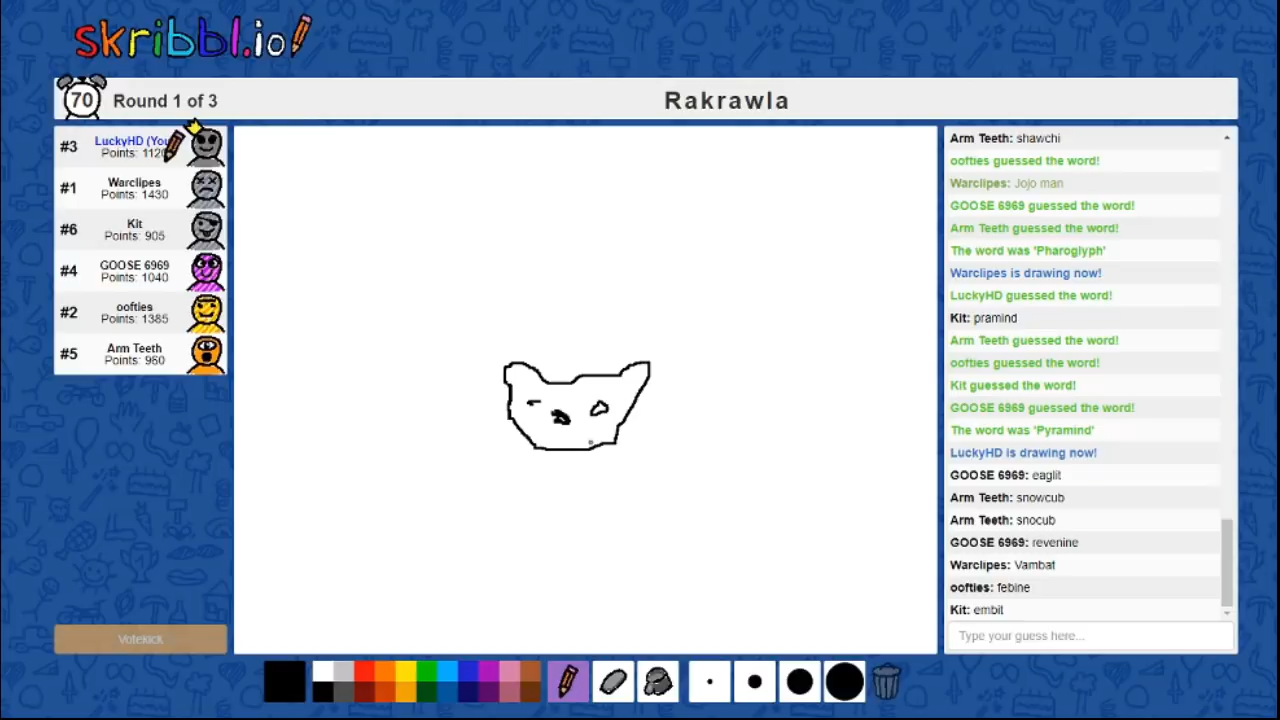 skribbl.io
70
Round 1 of 3
Rakrawla
#3
LuckyHD (You
Points: 1120
#1
Warclipes
Points: 1430
#6
Kit
Points: 905
#4
GOOSE 6969
Points: 1040
#2
oofties
Points: 1385
#5
Arm Teeth
Points: 960
Votekick
Arm Teeth: shawchi
oofties guessed the word!
Warclipes: Jojo man
GOOSE 6969 guessed the word!
Arm Teeth guessed the word!
The word was 'Pharoglyph'
Warclipes is drawing now!
LuckyHD guessed the word!
Kit: pramind
Arm Teeth guessed the word!
oofties guessed the word!
Kit guessed the word!
GOOSE 6969 guessed the word!
The word was 'Pyramind'
LuckyHD is drawing now!
GOOSE 6969: eaglit
Arm Teeth: snowcub
Arm Teeth: snocub
GOOSE 6969: revenine
Warclipes: Vambat
oofties: febine
Kit: embit
Type your guess here...